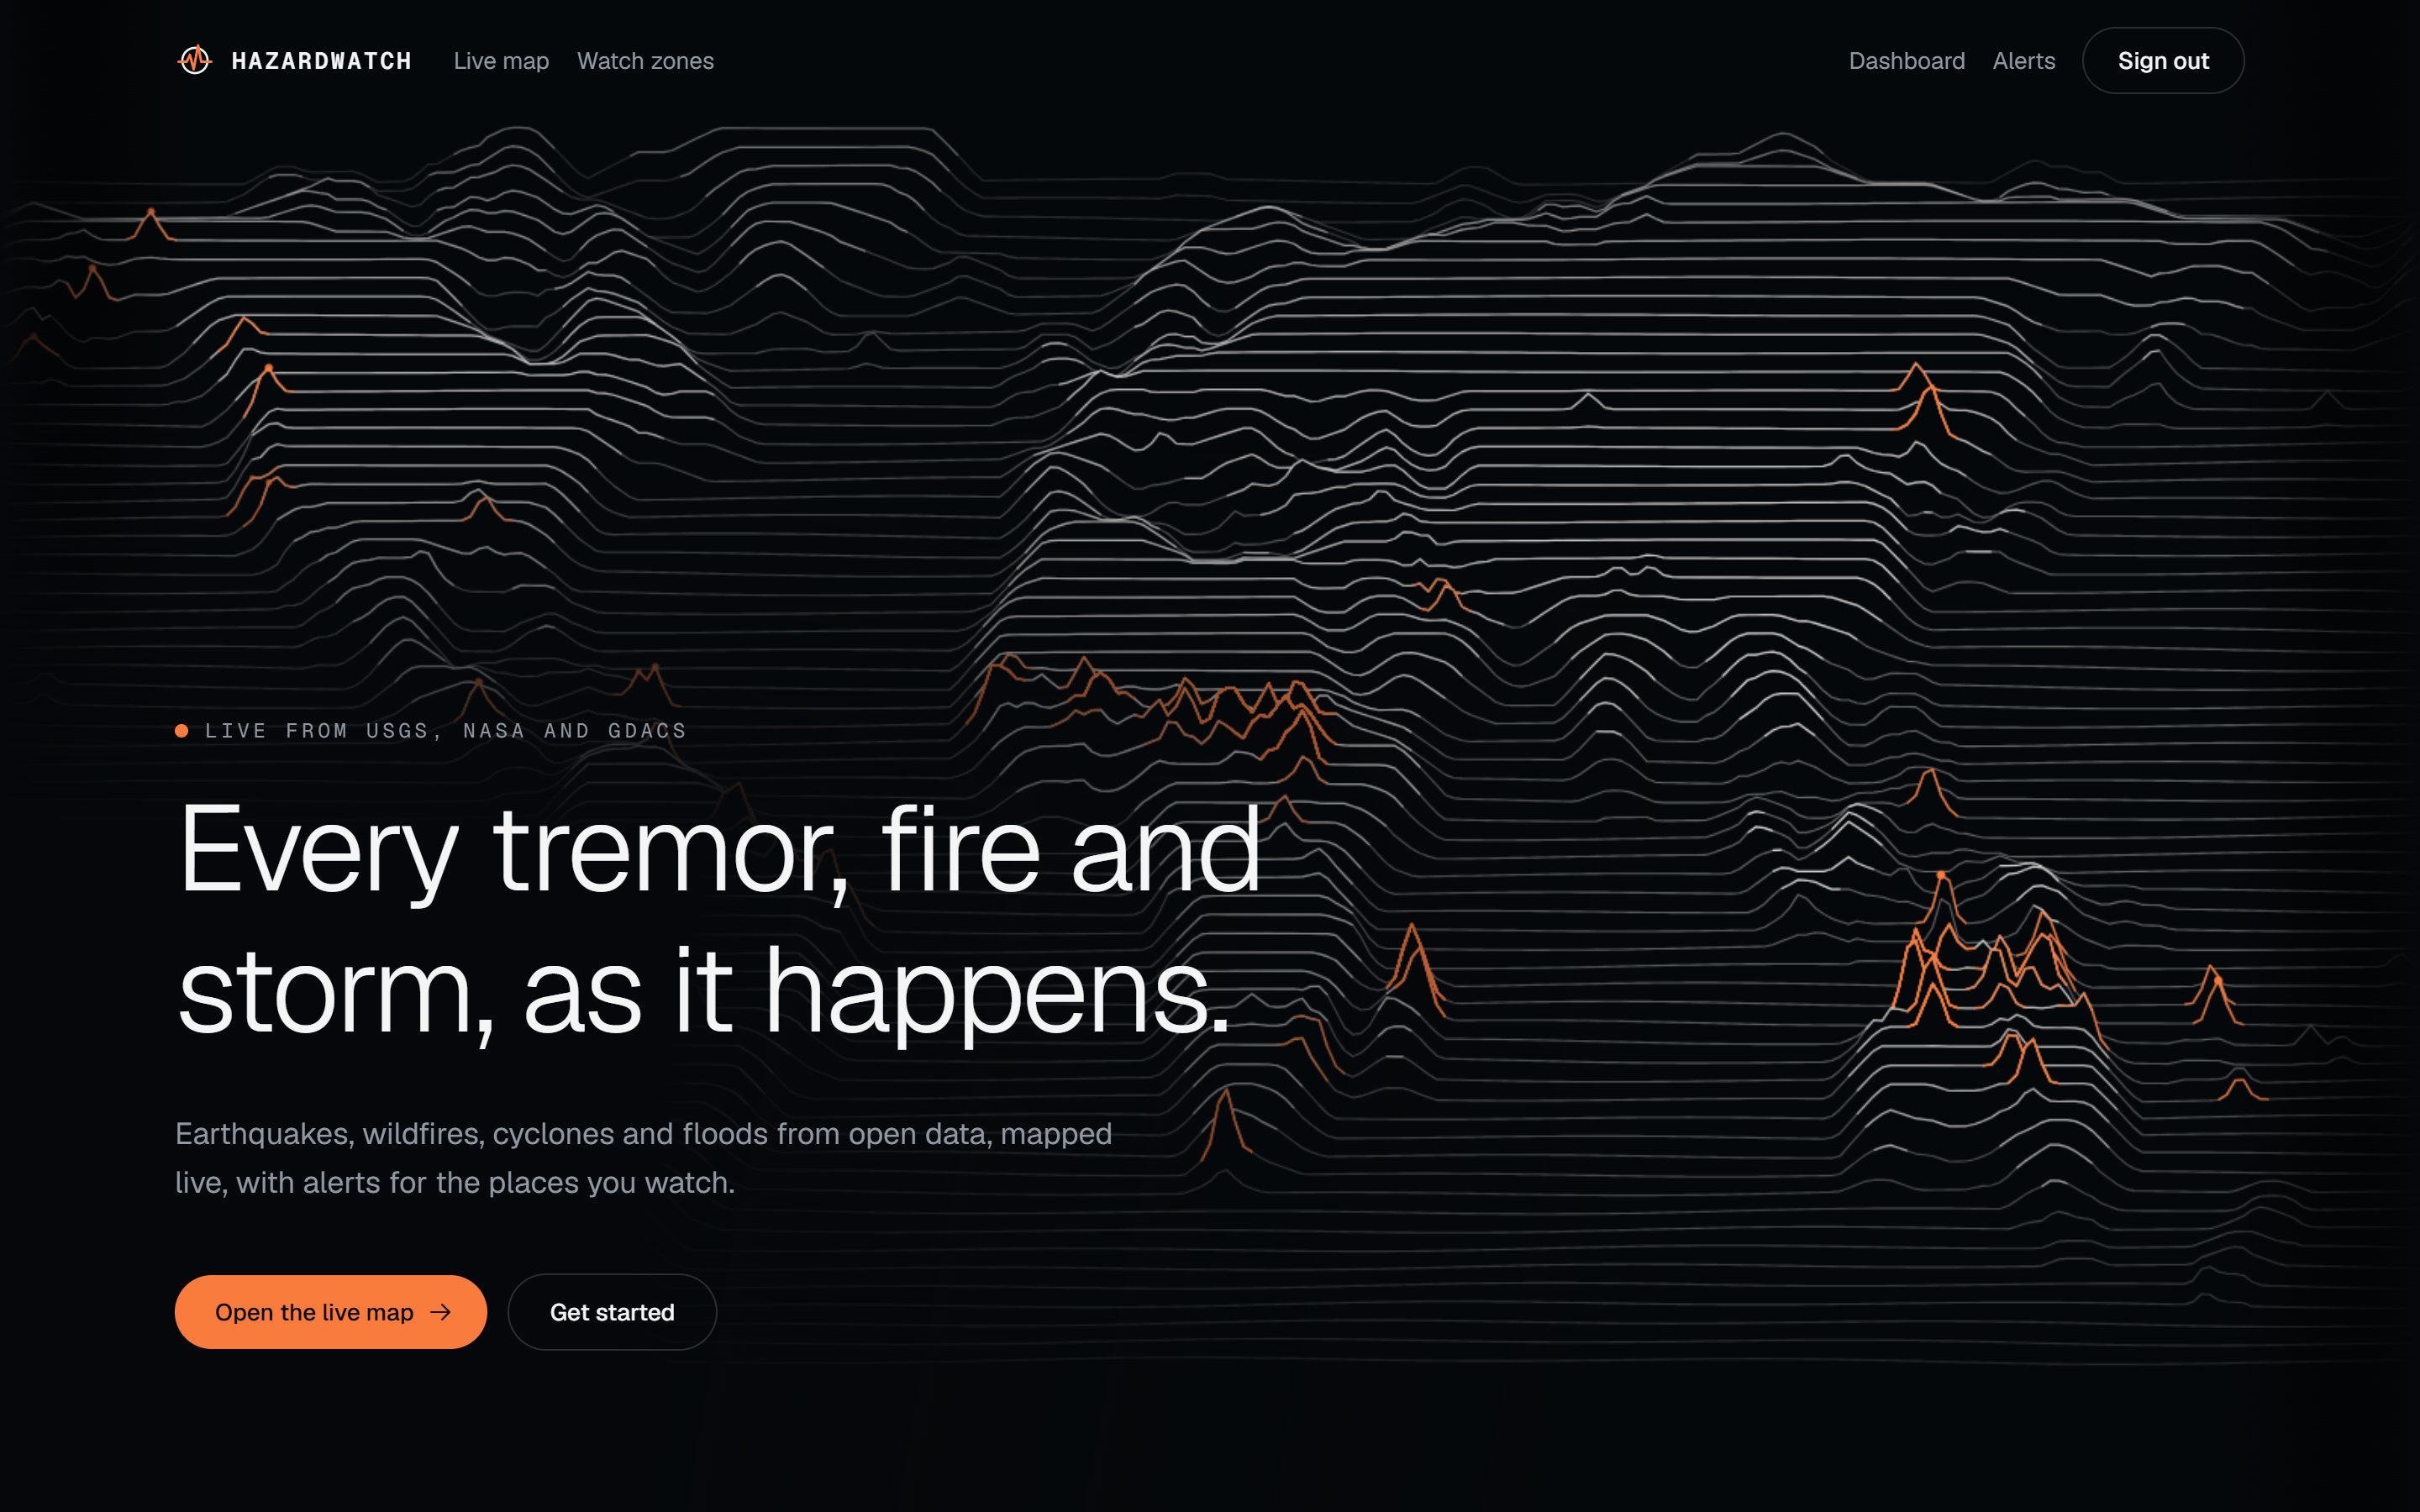 HAZARDWATCH Live map Watch zones Dashboard Alerts Sign out
LIVE FROM USGS, NASA AND GDACS
Every tremor, fire and
storm, as it happens.
Earthquakes, wildfires, cyclones and floods from open data, mapped
live, with alerts for the places you watch.
Open the live map → Get started